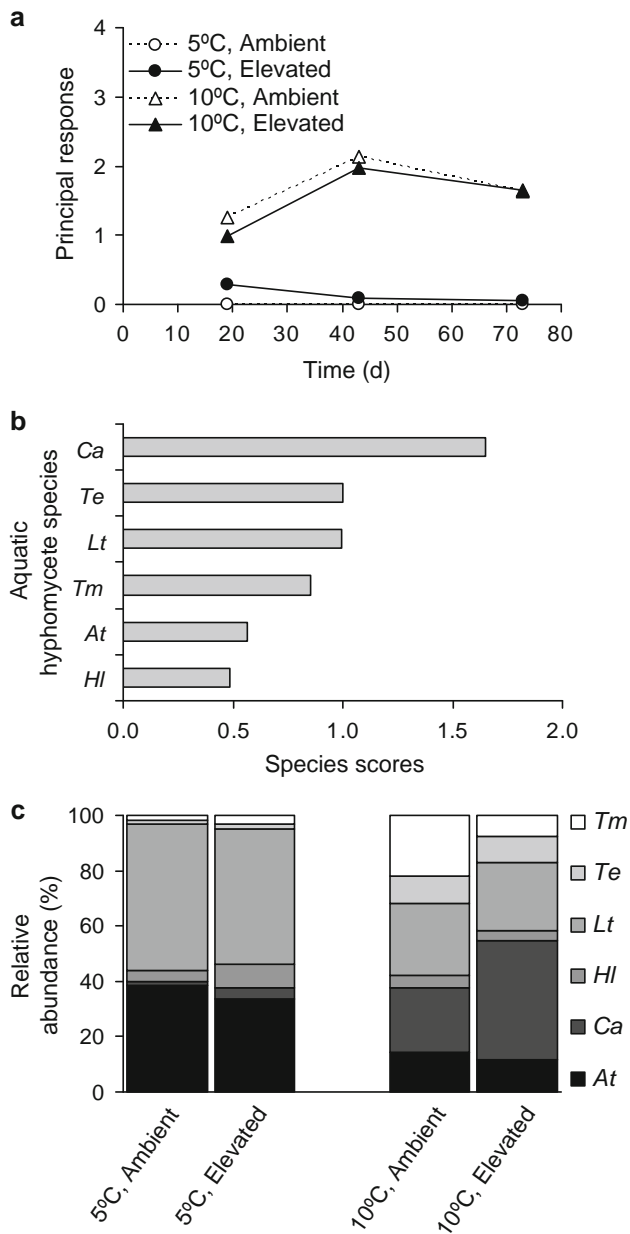 a
5ºC, Ambient
5ºC, Elevated
10ºC, Ambient
10ºC, Elevated
4
3
2
1
0
Principal response
0 10 20 30 40 50 60 70 80
Time (d)
b
Aquatic
hyphomycete species
Ca
Te
Lt
Tm
At
Hl
0.0 0.5 1.0 1.5 2.0
Species scores
c
Relative
abundance (%)
100
80
60
40
20
0
Tm
Te
Lt
Hl
Ca
At
5ºC, Ambient
5ºC, Elevated
10ºC, Ambient
10ºC, Elevated